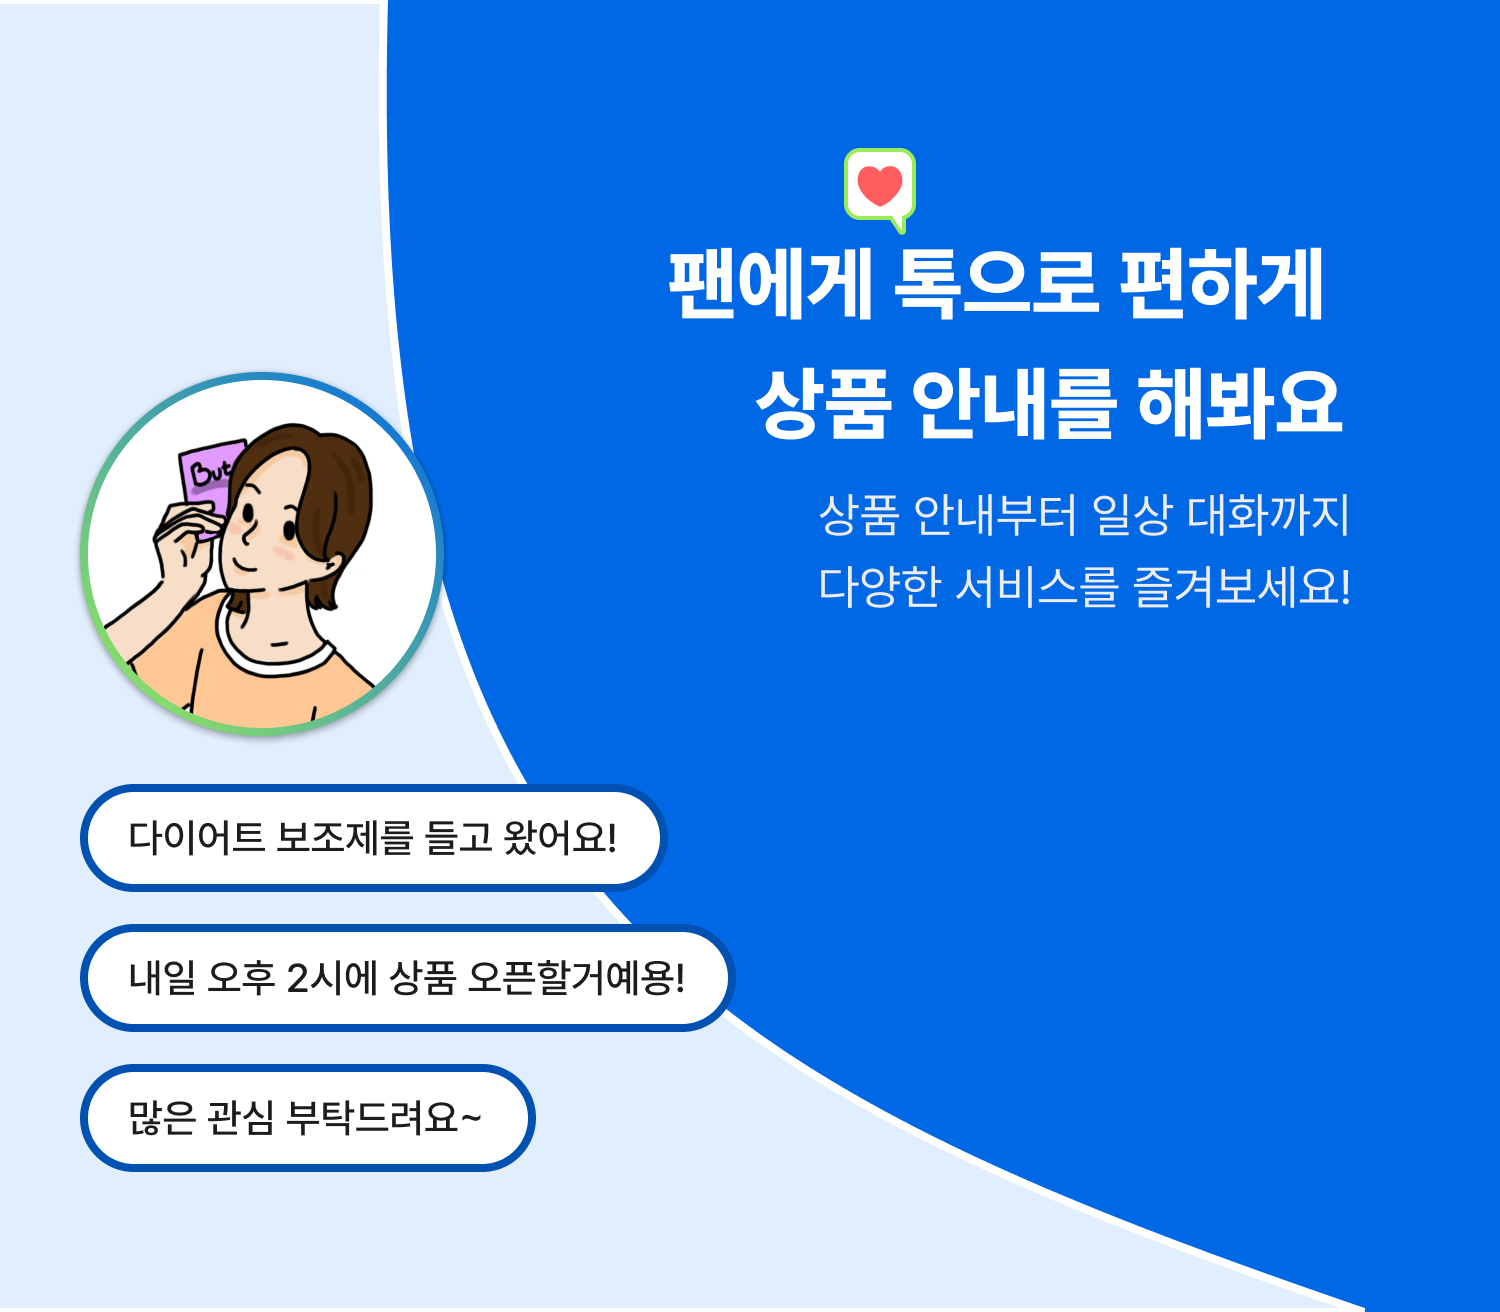 팬에게 톡으로 편하게
상품 안내를 해봐요
상품 안내부터 일상 대화까지
다양한 서비스를 즐겨보세요!
But
다이어트 보조제를 들고 왔어요!
내일 오후 2시에 상품 오픈할거예용!
많은 관심 부탁드려요~